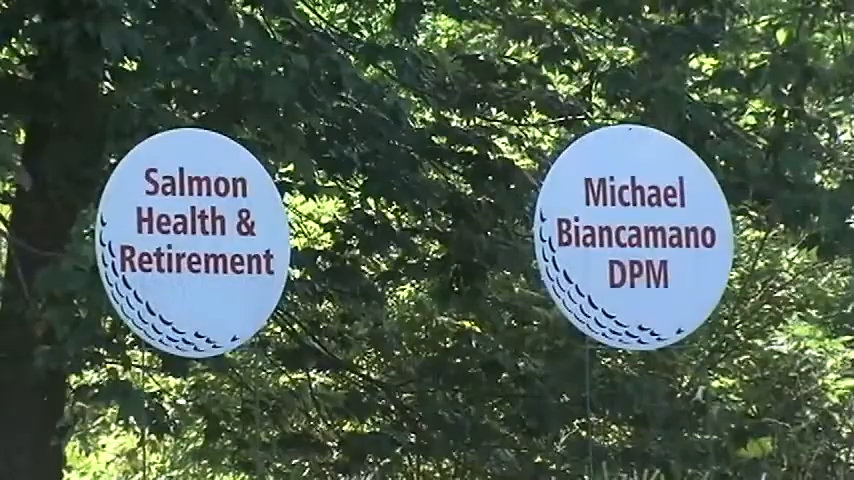 Salmon
Health &
Retirement
Michael
Biancamano
DPM